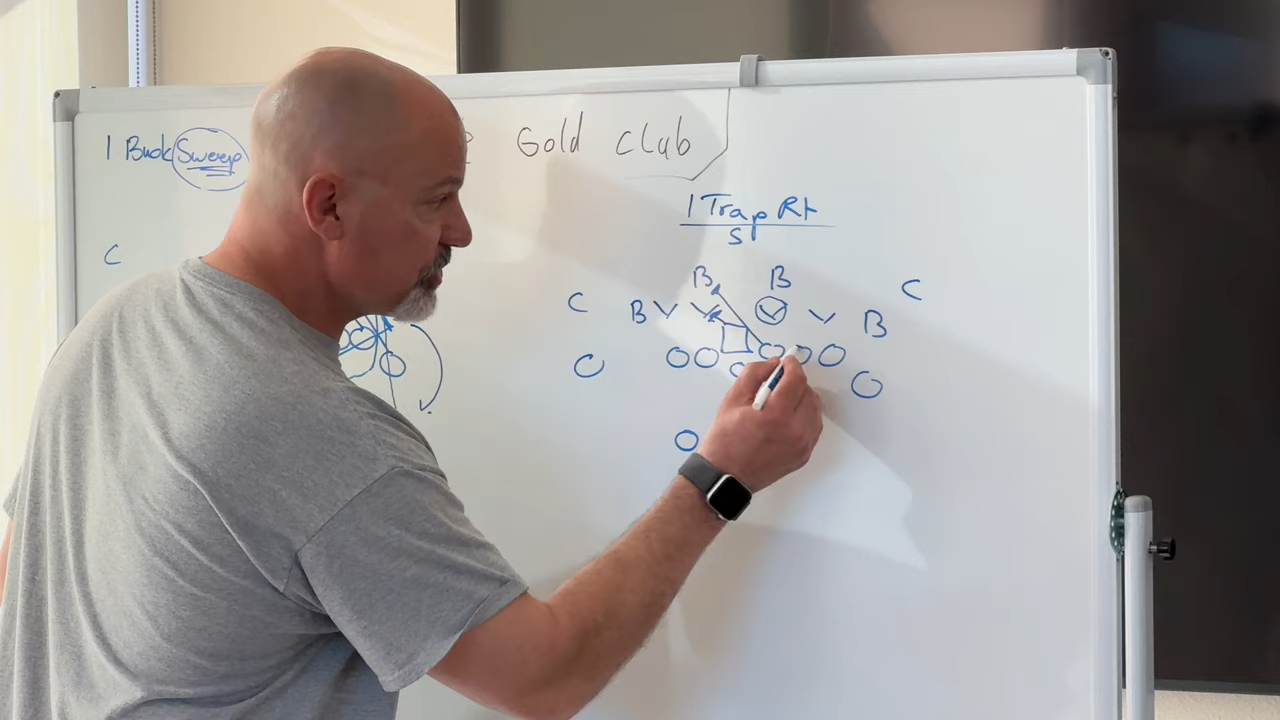 Gold Club
1 Buck Sweep
1 Trap Rt
S
B B
C C
C B V V V V B